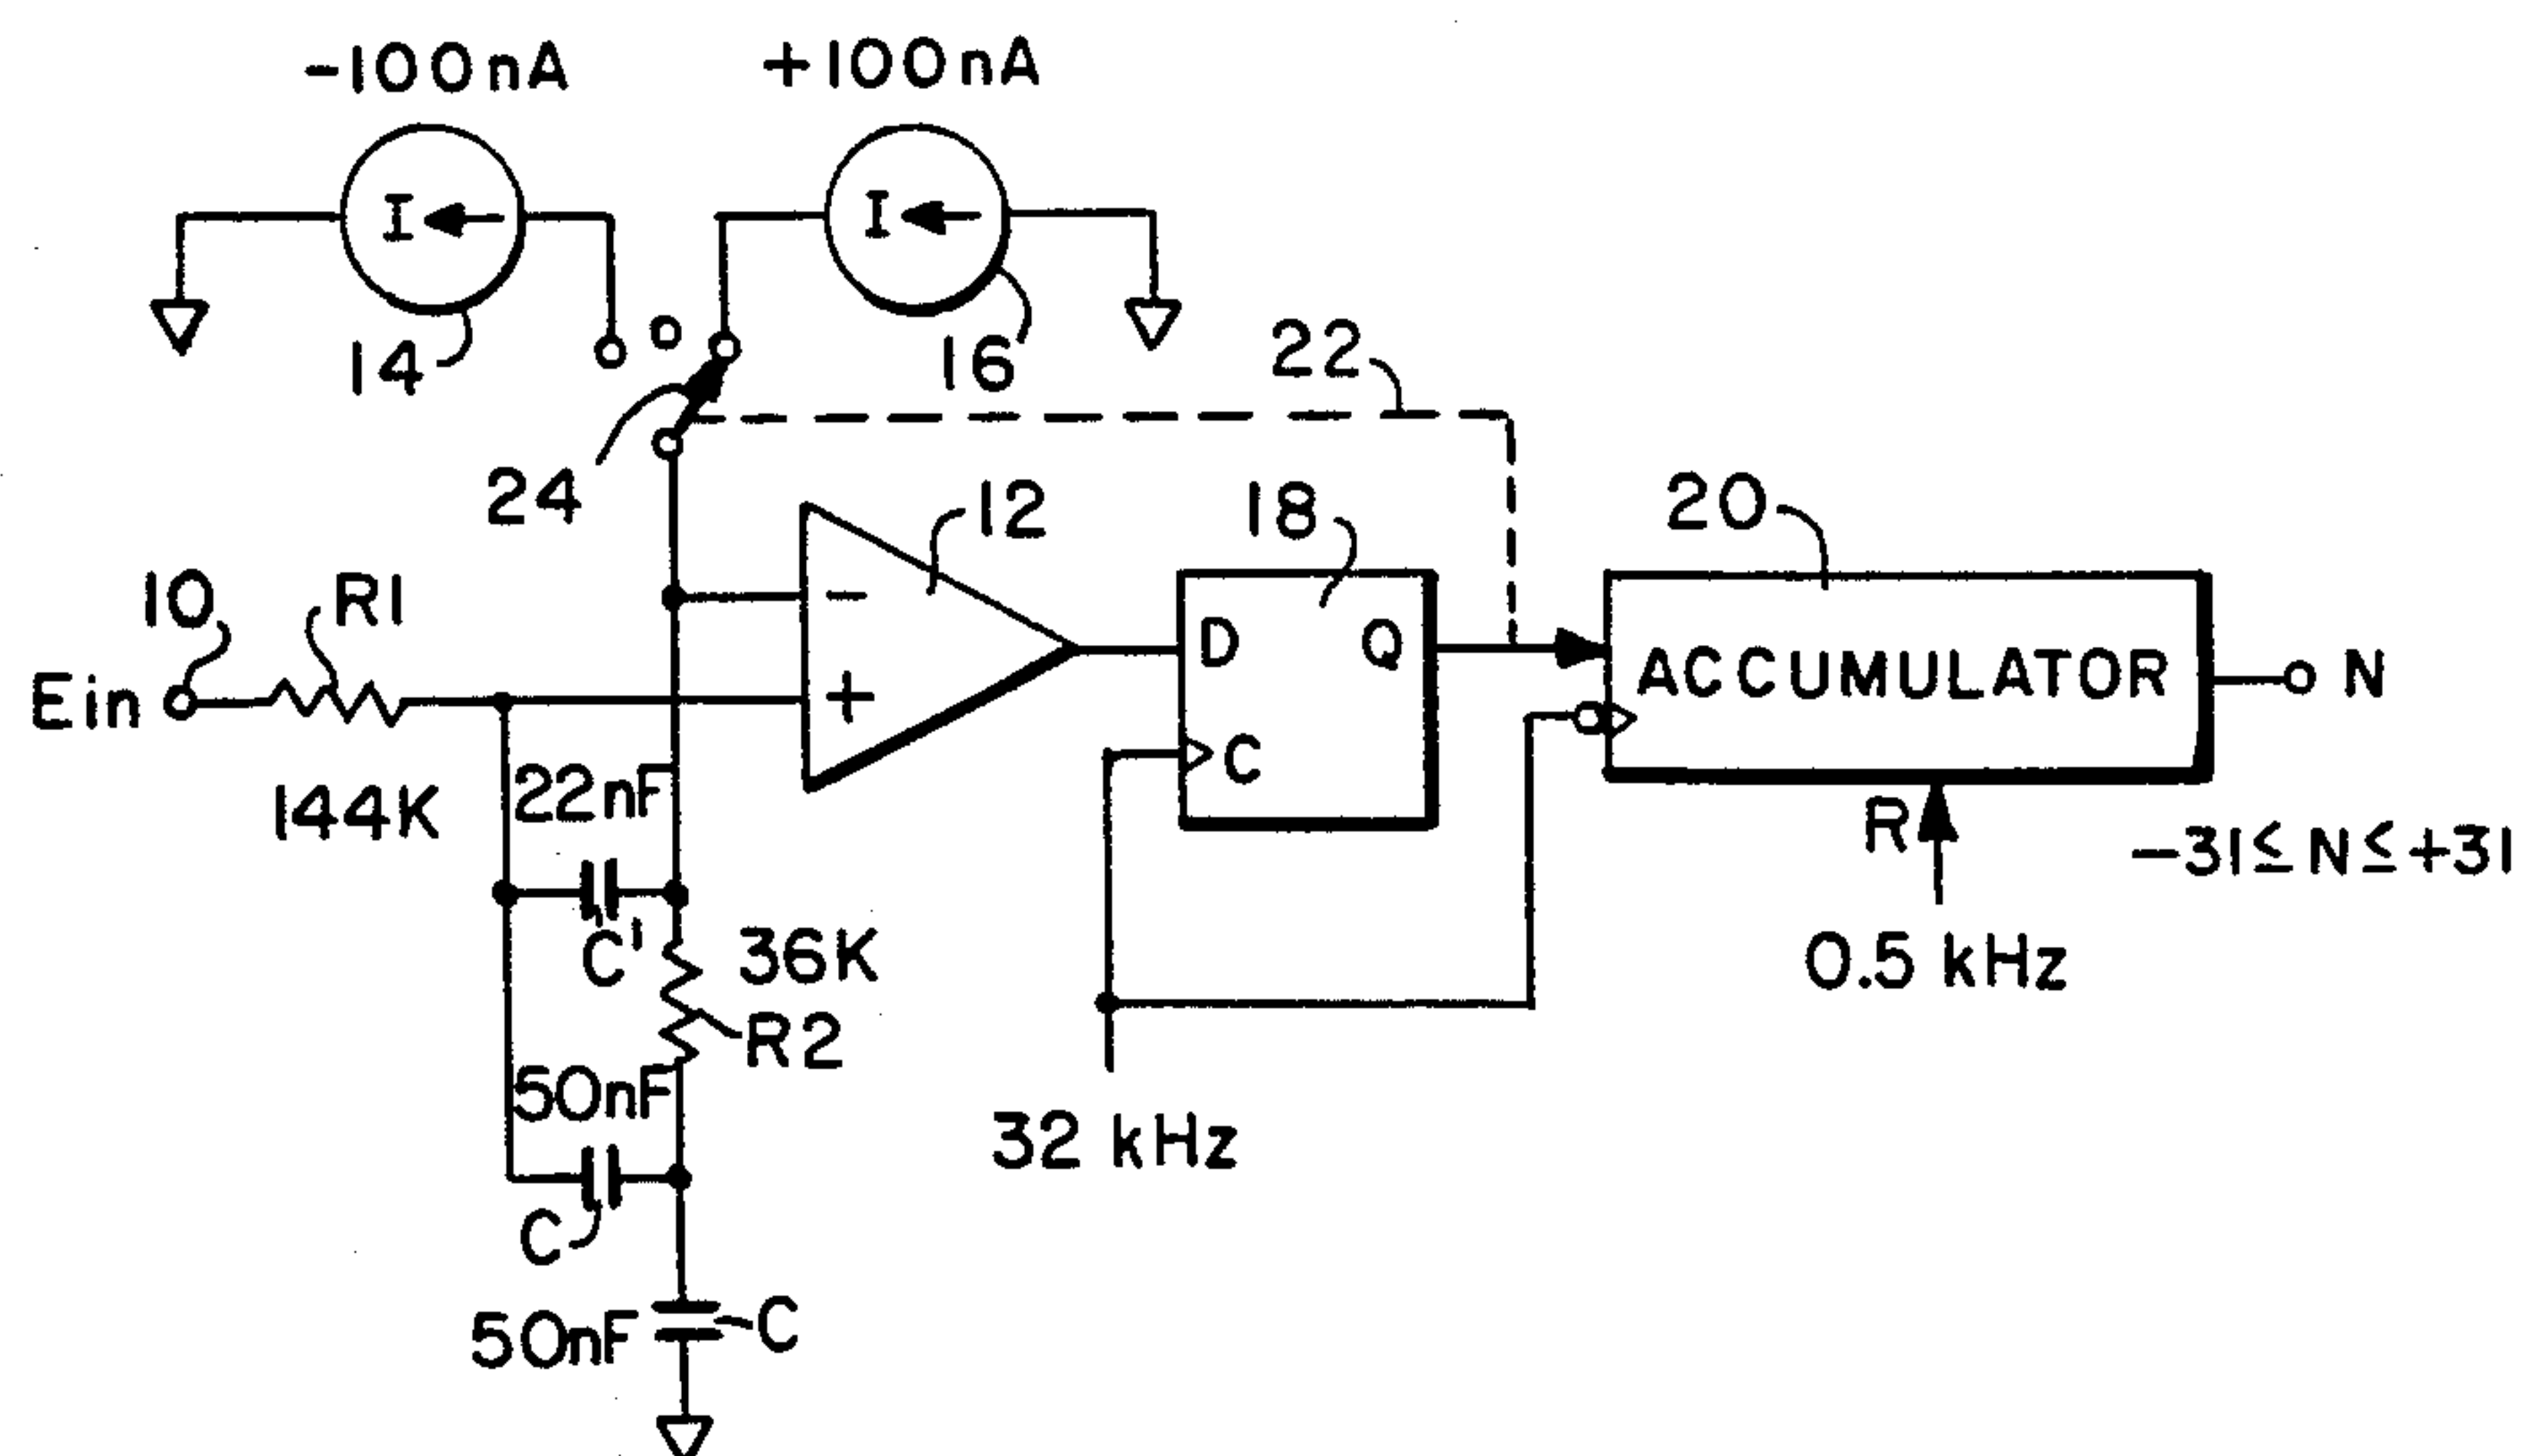 -100nA
+100nA
I
I
14
16
22
24
12
18
20
10
R1
Ein
-
+
D
Q
C
ACCUMULATOR
N
144K
22nF
C'
36K
R2
R
-31≤N≤+31
0.5 kHz
50nF
32 kHz
C
50nF
C